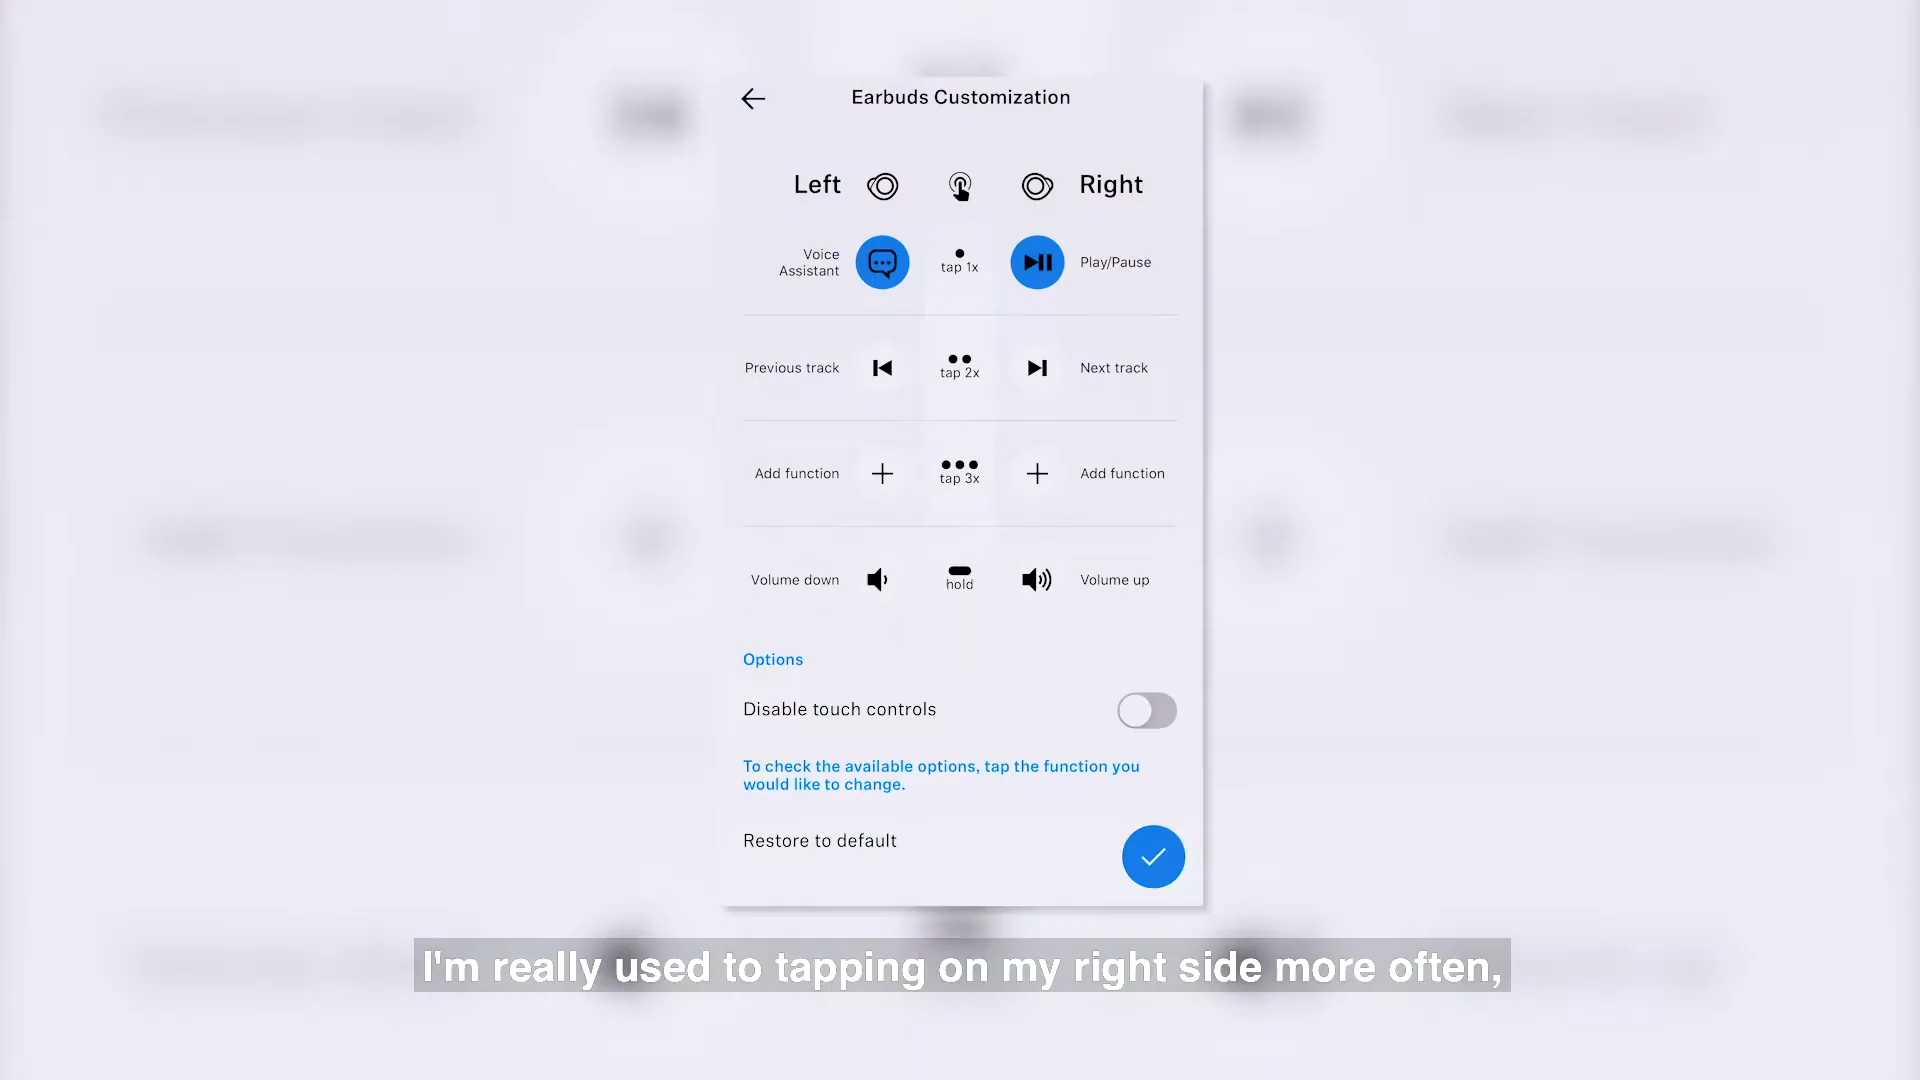 Earbuds Customization
Left
Right
Voice
Assistant
tap 1x
Play/Pause
Previous track
tap 2x
Next track
Add function
tap 3x
Add function
Volume down
hold
Volume up
Options
Disable touch controls
To check the available options, tap the function you
would like to change.
Restore to default
I'm really used to tapping on my right side more often,